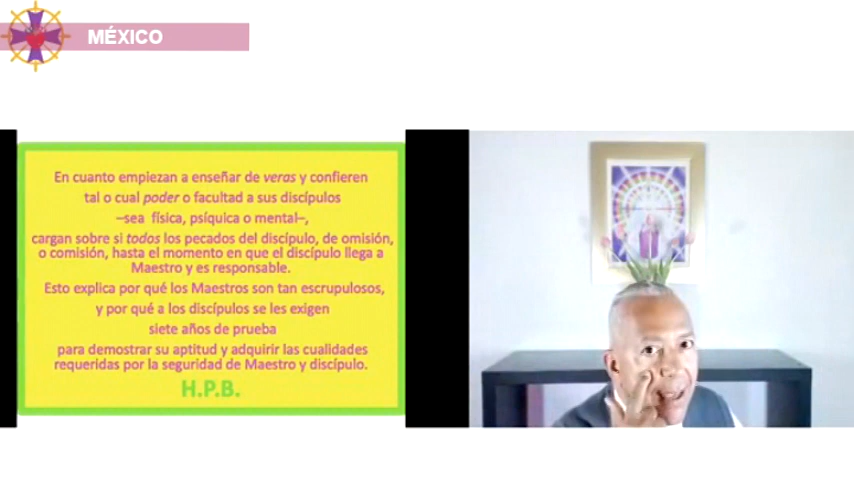 MÉXICO
En cuanto empiezan a enseñar de veras y confieren
tal o cual poder o facultad a sus discípulos
–sea física, psíquica o mental–,
cargan sobre si todos los pecados del discípulo, de omisión,
o comisión, hasta el momento en que el discípulo llega a
Maestro y es responsable.
Esto explica por qué los Maestros son tan escrupulosos,
y por qué a los discípulos se les exigen
siete años de prueba
para demostrar su aptitud y adquirir las cualidades
requeridas por la seguridad de Maestro y discípulo.
H.P.B.